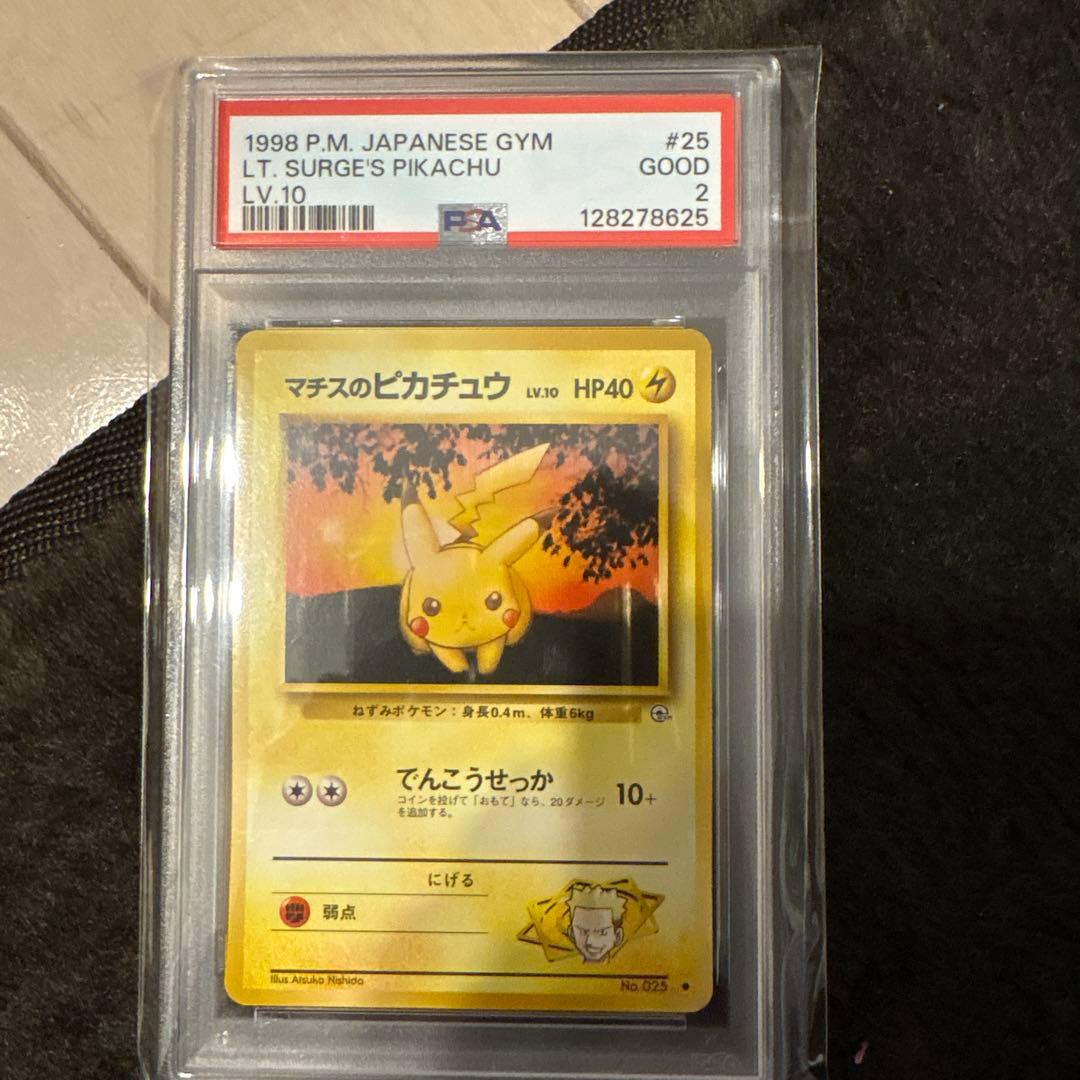 1998 P.M. JAPANESE GYM #25
LT. SURGE'S PIKACHU GOOD
LV.10 2
PSA 128278625
マチスのピカチュウ LV.10 HP40
ねずみポケモン：身長0.4m、体重6kg
でんこうせっか 10+
コインを投げて「おもて」なら、20ダメージ
を追加する。
にげる
弱点
Illus Atsuko Nishida No. 025 ●